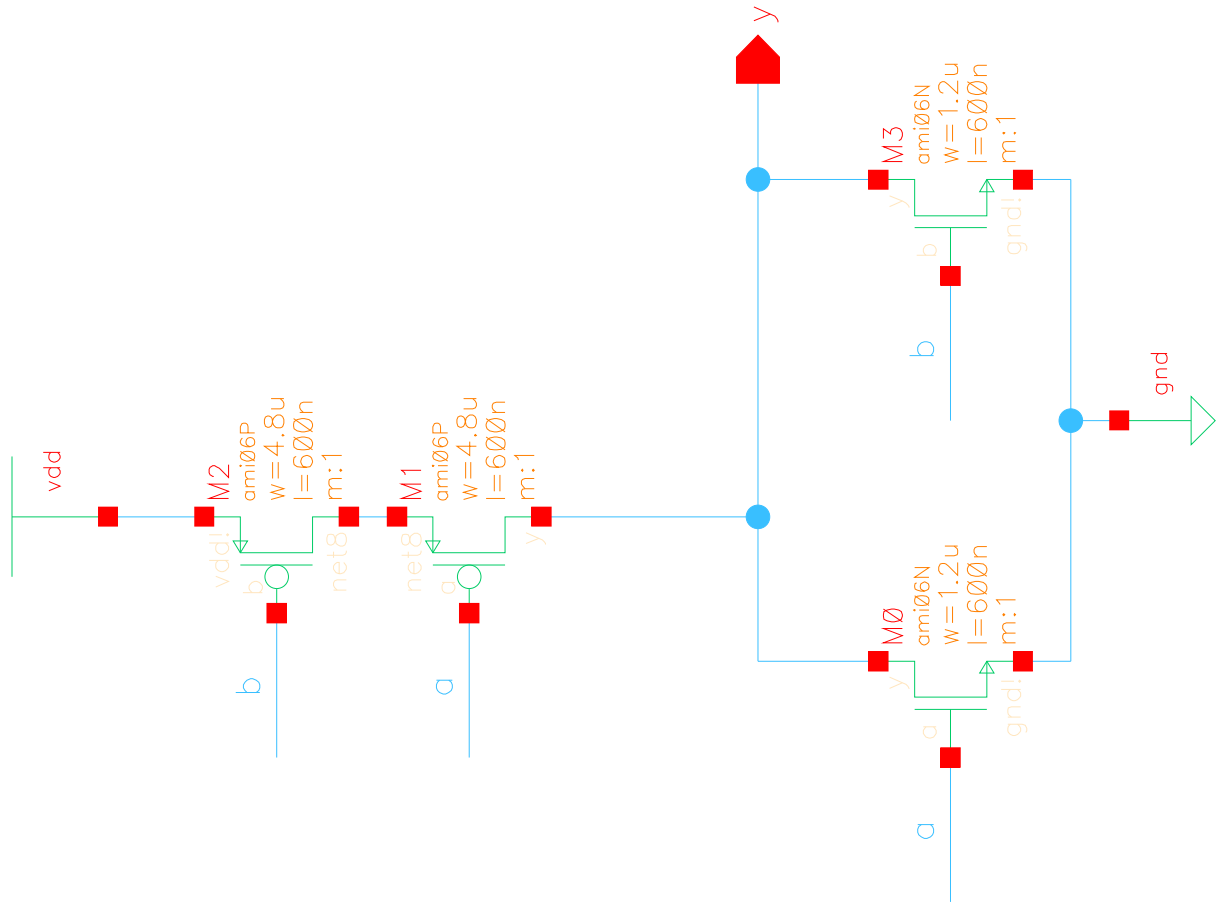 vdd
M2
ami06P
w=4.8u
l=600n
m:1
vdd!
b
net8
b
M1
ami06P
w=4.8u
l=600n
m:1
net8
a
y
a
y
M3
ami06N
w=1.2u
l=600n
m:1
y
b
gnd!
b
M0
ami06N
w=1.2u
l=600n
m:1
y
a
gnd!
a
gnd